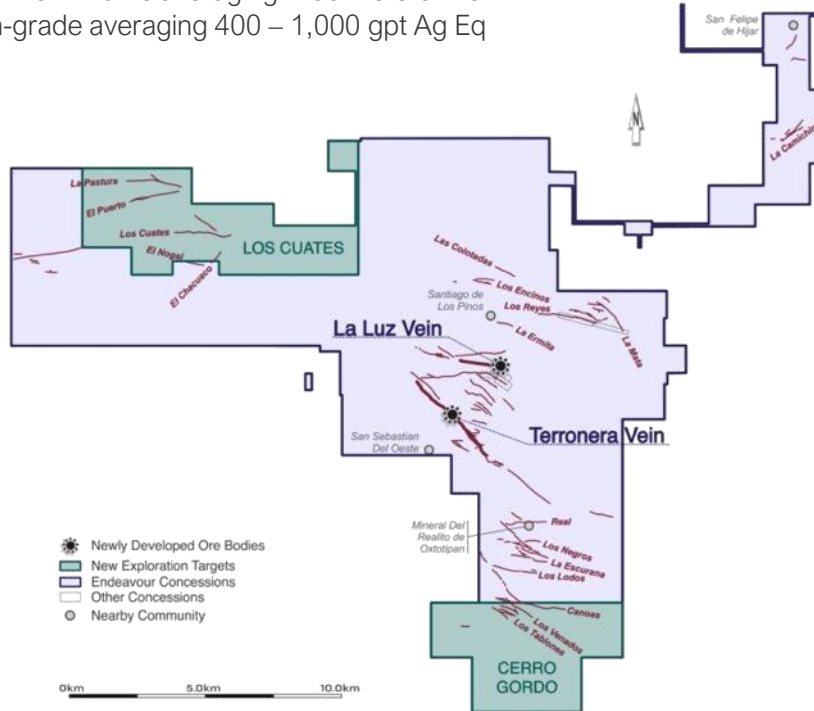 n-grade averaging 400 – 1,000 gpt Ag Eq
San Felipe
de Hijar
N
La Camichin
La Pastura
El Puerto
Los Cuates
El Nogal
El Chacuaco
LOS CUATES
Las Colotadas
Los Encinos
Santiago de
Los Pinos
Los Reyes
La Ermita
La Mata
La Luz Vein
Terronera Vein
San Sebastian
Del Oeste
Mineral Del
Realito de
Oxtotipan
Real
Los Negros
La Escurana
Los Lodos
Canoas
Los Venados
Los Tablones
CERRO
GORDO
Newly Developed Ore Bodies
New Exploration Targets
Endeavour Concessions
Other Concessions
Nearby Community
0km 5.0km 10.0km